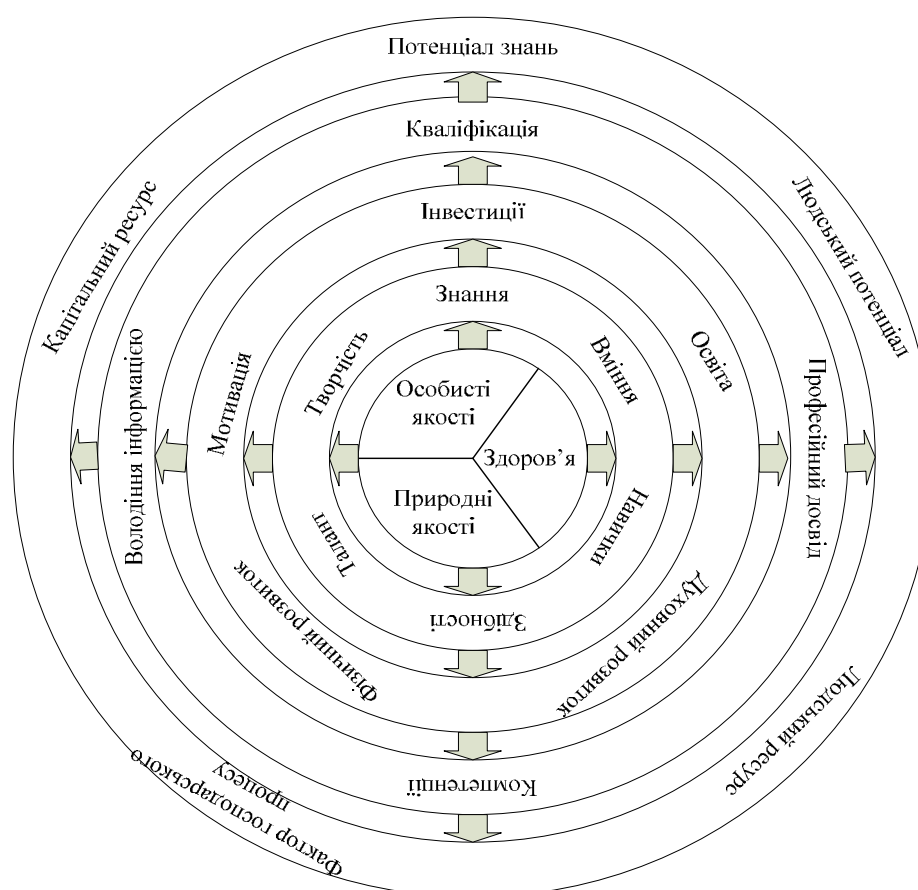 Потенціал знань
Людський потенціал
Людський ресурс
Фактор господарського
процесу
Капітальний ресурс
Кваліфікація
Професійний досвід
Компетенції
Володіння інформацією
Інвестиції
Освіта
Духовний розвиток
Фізичний розвиток
Мотивація
Знання
Вміння
Навички
Здібності
Талант
Творчість
Особисті
якості
Здоров’я
Природні
якості